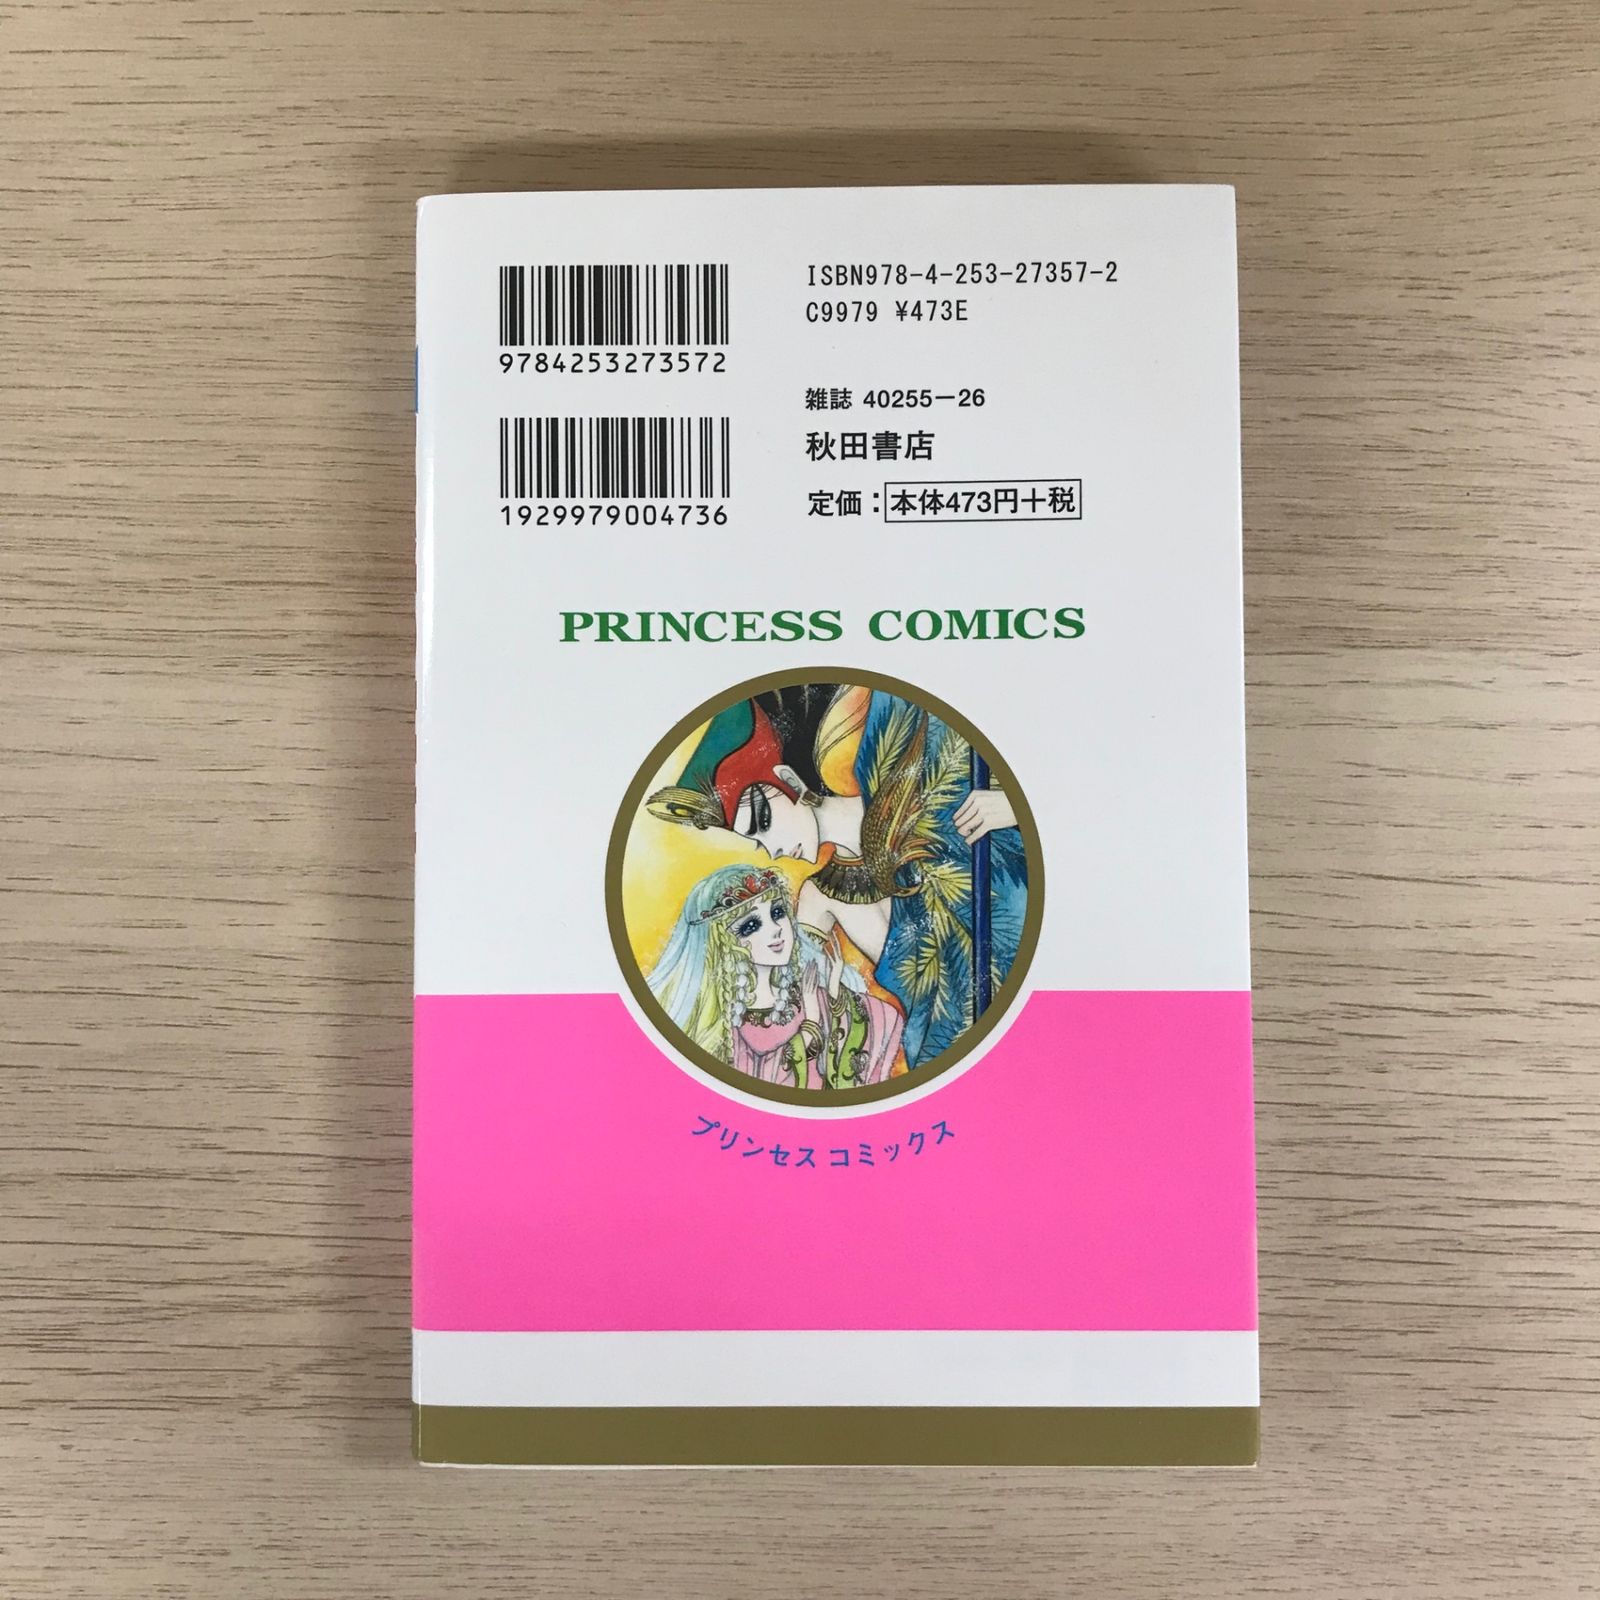 9784253273572
1929979004736
ISBN978-4-253-27357-2
C9979 ¥473E
雑誌 40255-26
秋田書店
定価：本体473円+税
PRINCESS COMICS
プリンセス コミックス